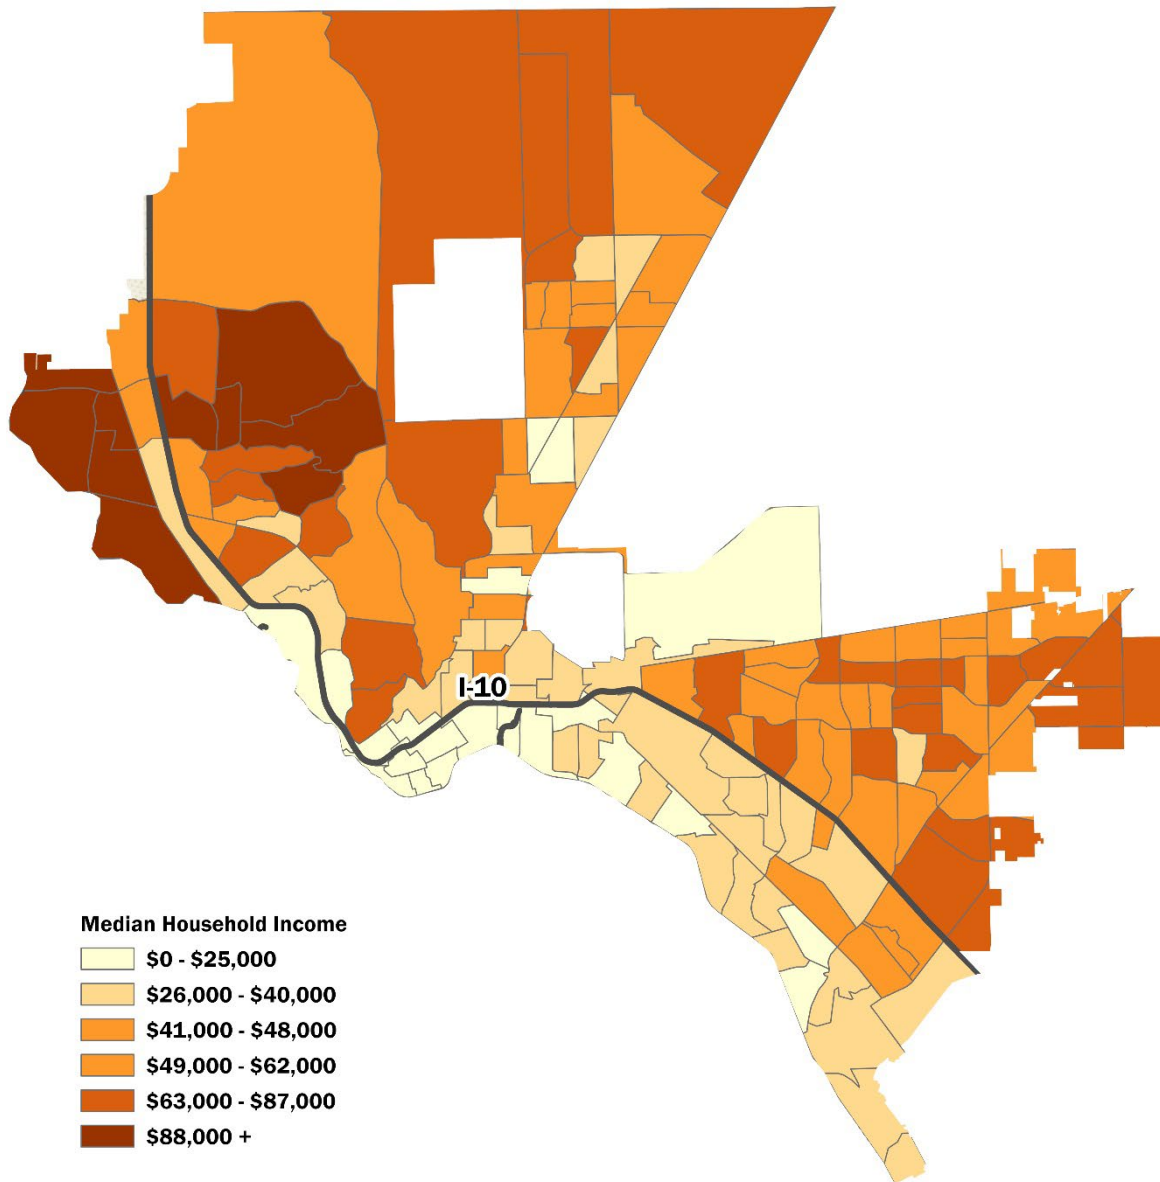 I-10
Median Household Income
$0 - $25,000
$26,000 - $40,000
$41,000 - $48,000
$49,000 - $62,000
$63,000 - $87,000
$88,000 +